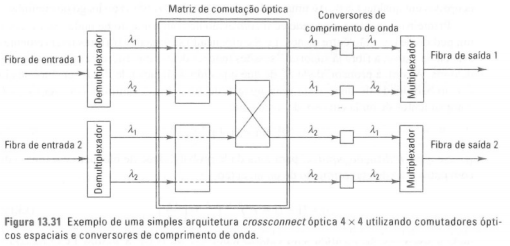 Matriz de comutação óptica
Conversores de
comprimento de onda
Fibra de entrada 1
Demultiplexador
λ1
λ1
λ1
Multiplexador
Fibra de saída 1
λ2
λ1
λ2
Fibra de entrada 2
Demultiplexador
λ1
λ2
λ1
Multiplexador
Fibra de saída 2
λ2
λ2
λ2
Figura 13.31 Exemplo de uma simples arquitetura crossconnect óptica 4 × 4 utilizando comutadores ópti-
cos espaciais e conversores de comprimento de onda.